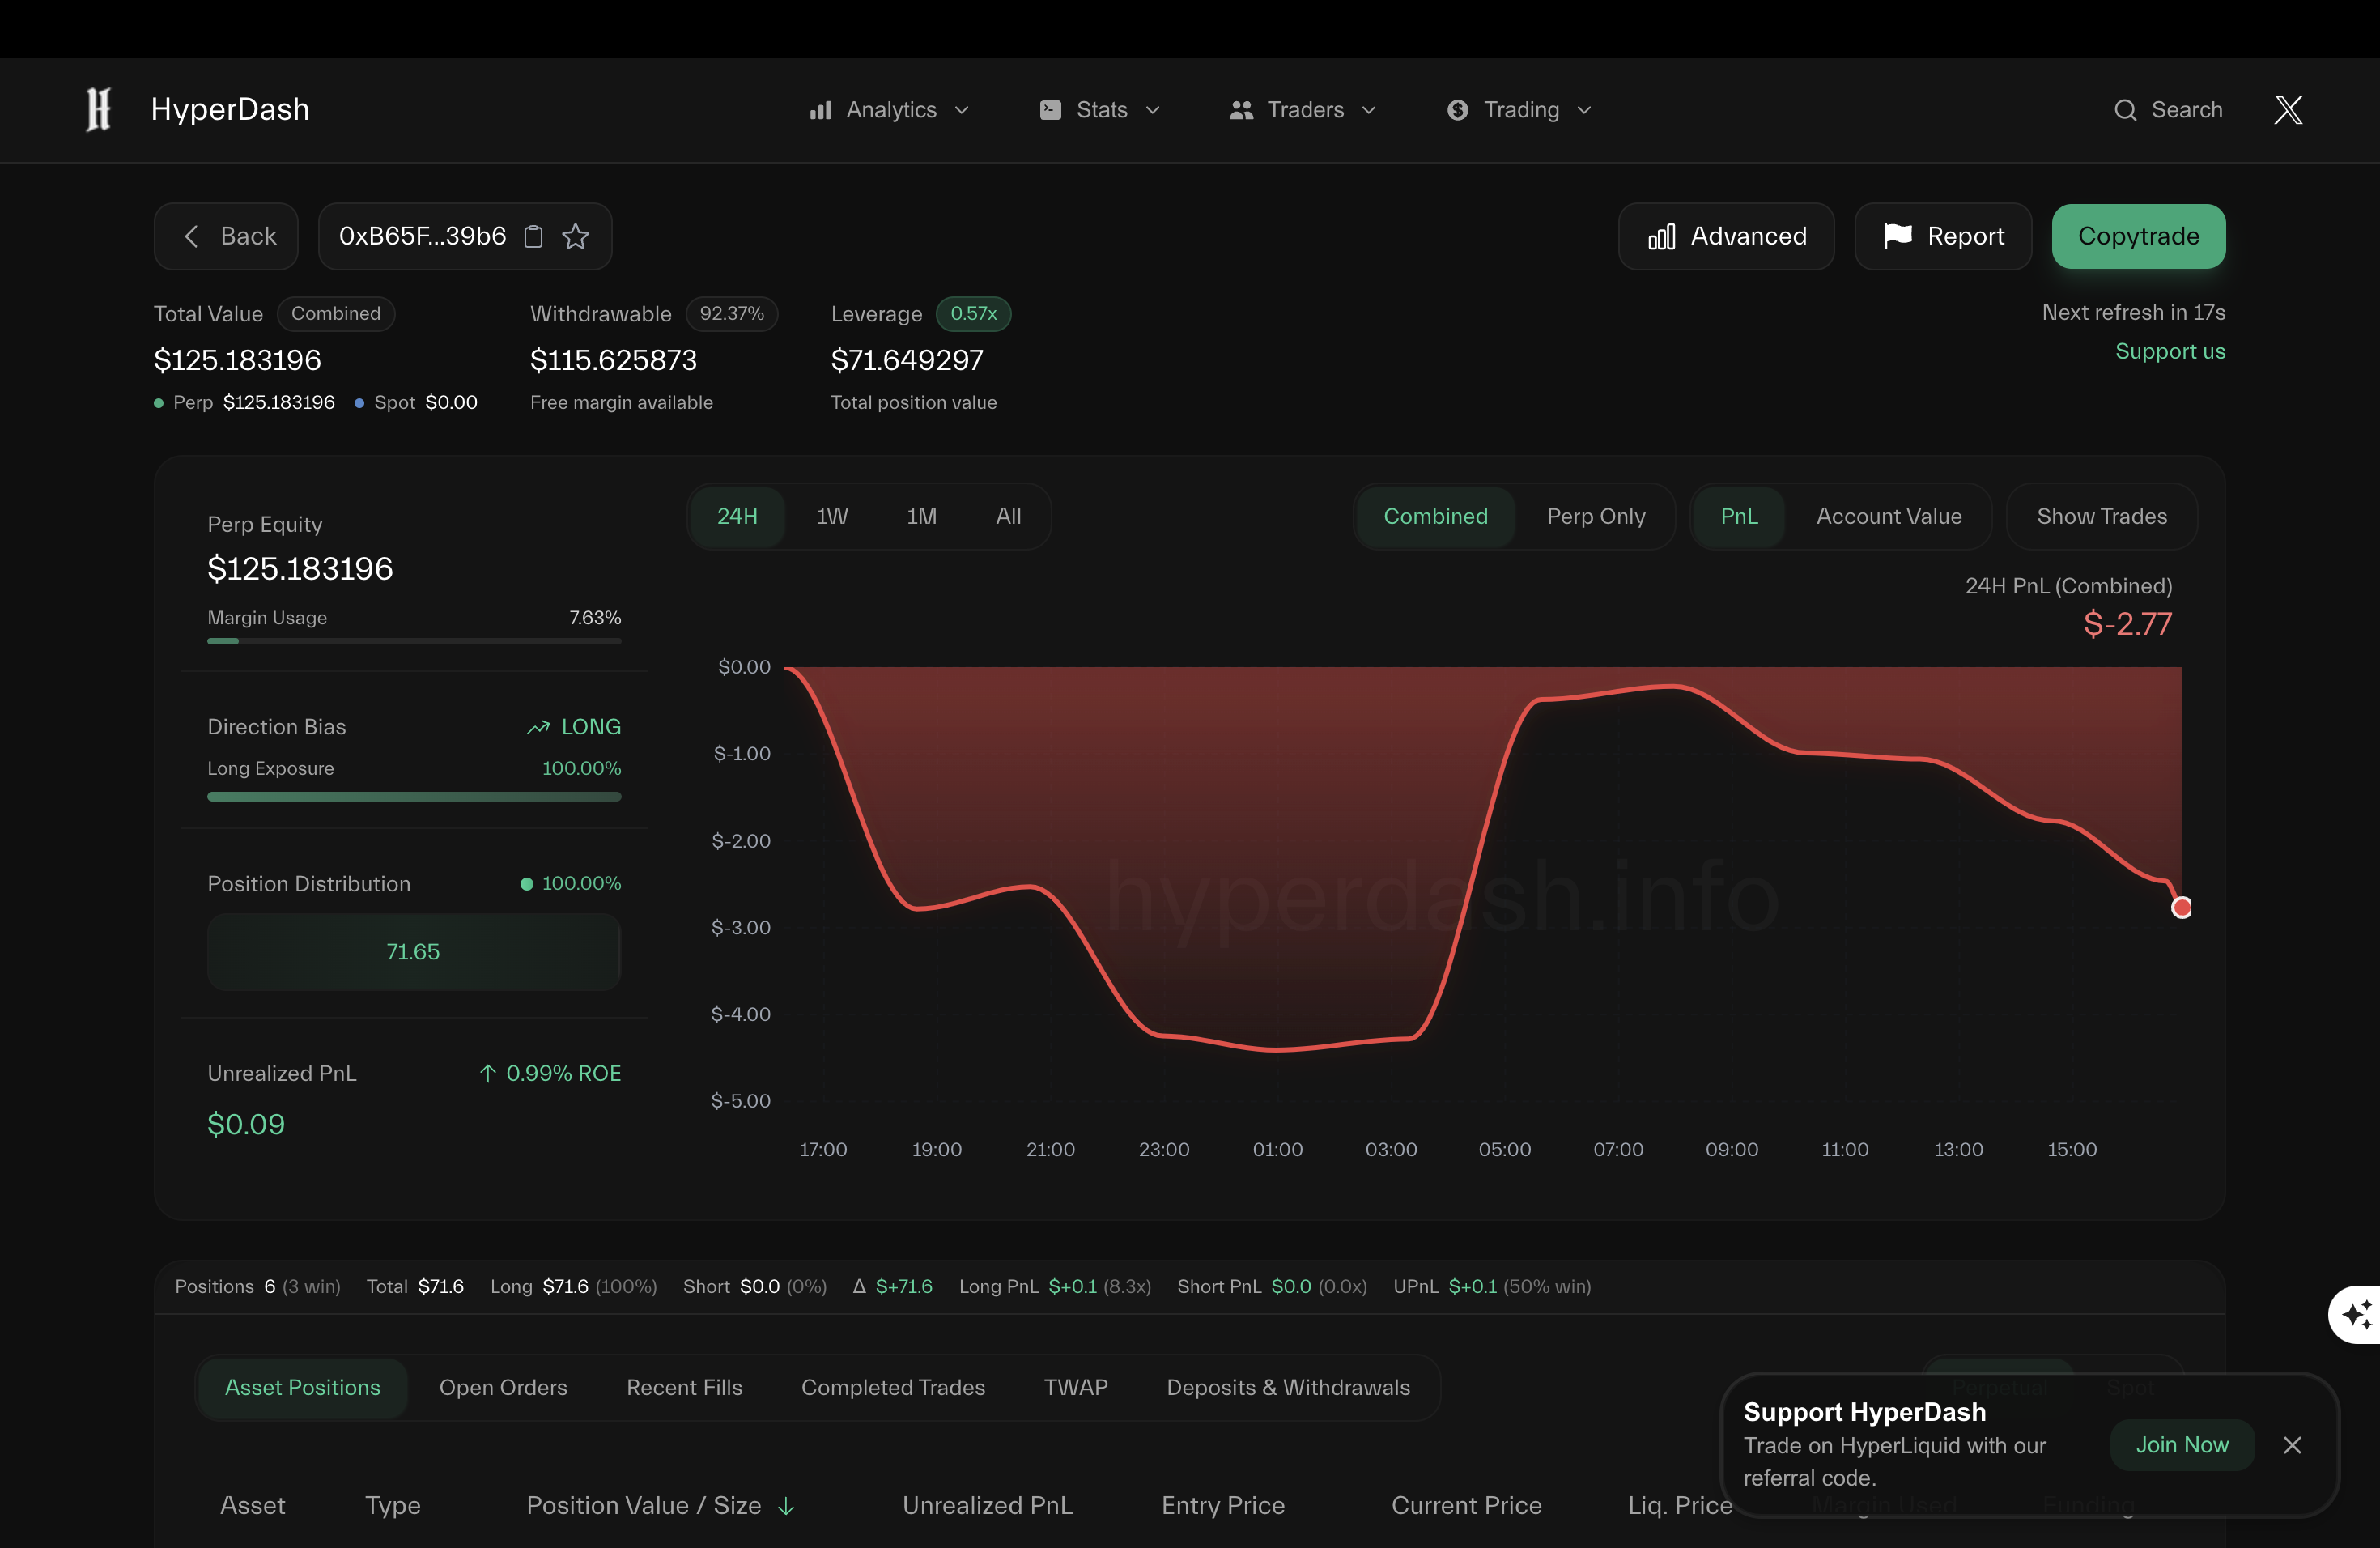 HyperDash
Analytics
Stats
Traders
Trading
Search
Back
0xB65F...39b6
Advanced
Report
Copytrade
Total Value Combined
$125.183196
Perp $125.183196 Spot $0.00
Withdrawable 92.37%
$115.625873
Free margin available
Leverage 0.57x
$71.649297
Total position value
Next refresh in 17s
Support us
Perp Equity
$125.183196
Margin Usage 7.63%
Direction Bias LONG
Long Exposure 100.00%
Position Distribution 100.00%
71.65
Unrealized PnL 0.99% ROE
$0.09
24H 1W 1M All
Combined Perp Only
PnL Account Value
Show Trades
24H PnL (Combined)
$-2.77
$0.00
$-1.00
$-2.00
$-3.00
$-4.00
$-5.00
hyperdash.info
17:00 19:00 21:00 23:00 01:00 03:00 05:00 07:00 09:00 11:00 13:00 15:00
Positions 6 (3 win) Total $71.6 Long $71.6 (100%) Short $0.0 (0%) Δ $+71.6 Long PnL $+0.1 (8.3x) Short PnL $0.0 (0.0x) UPnL $+0.1 (50% win)
Asset Positions Open Orders Recent Fills Completed Trades TWAP Deposits & Withdrawals
Perpetual Spot
Support HyperDash
Trade on HyperLiquid with our
referral code.
Join Now
Asset Type Position Value / Size Unrealized PnL Entry Price Current Price Liq. Price Margin Used Funding